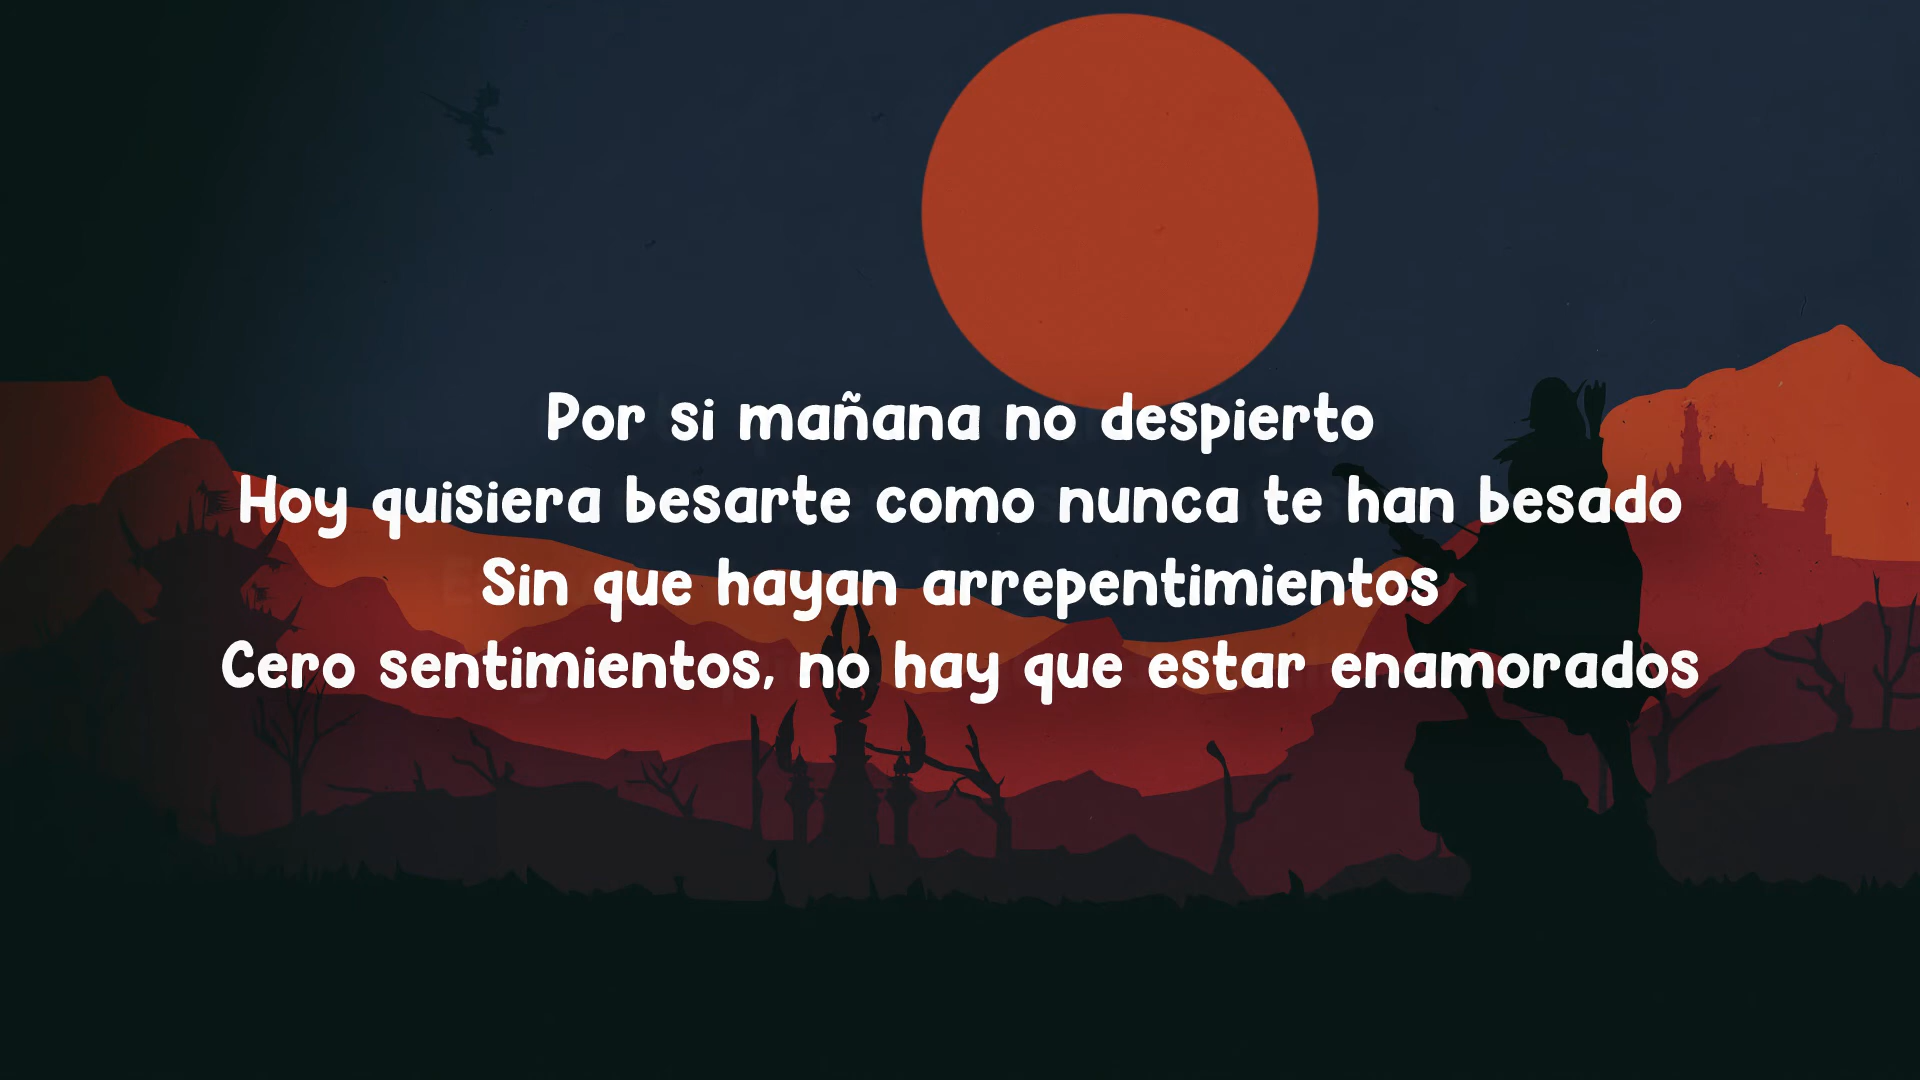 Por si mañana no despierto
Hoy quisiera besarte como nunca te han besado
Sin que hayan arrepentimientos
Cero sentimientos, no hay que estar enamorados